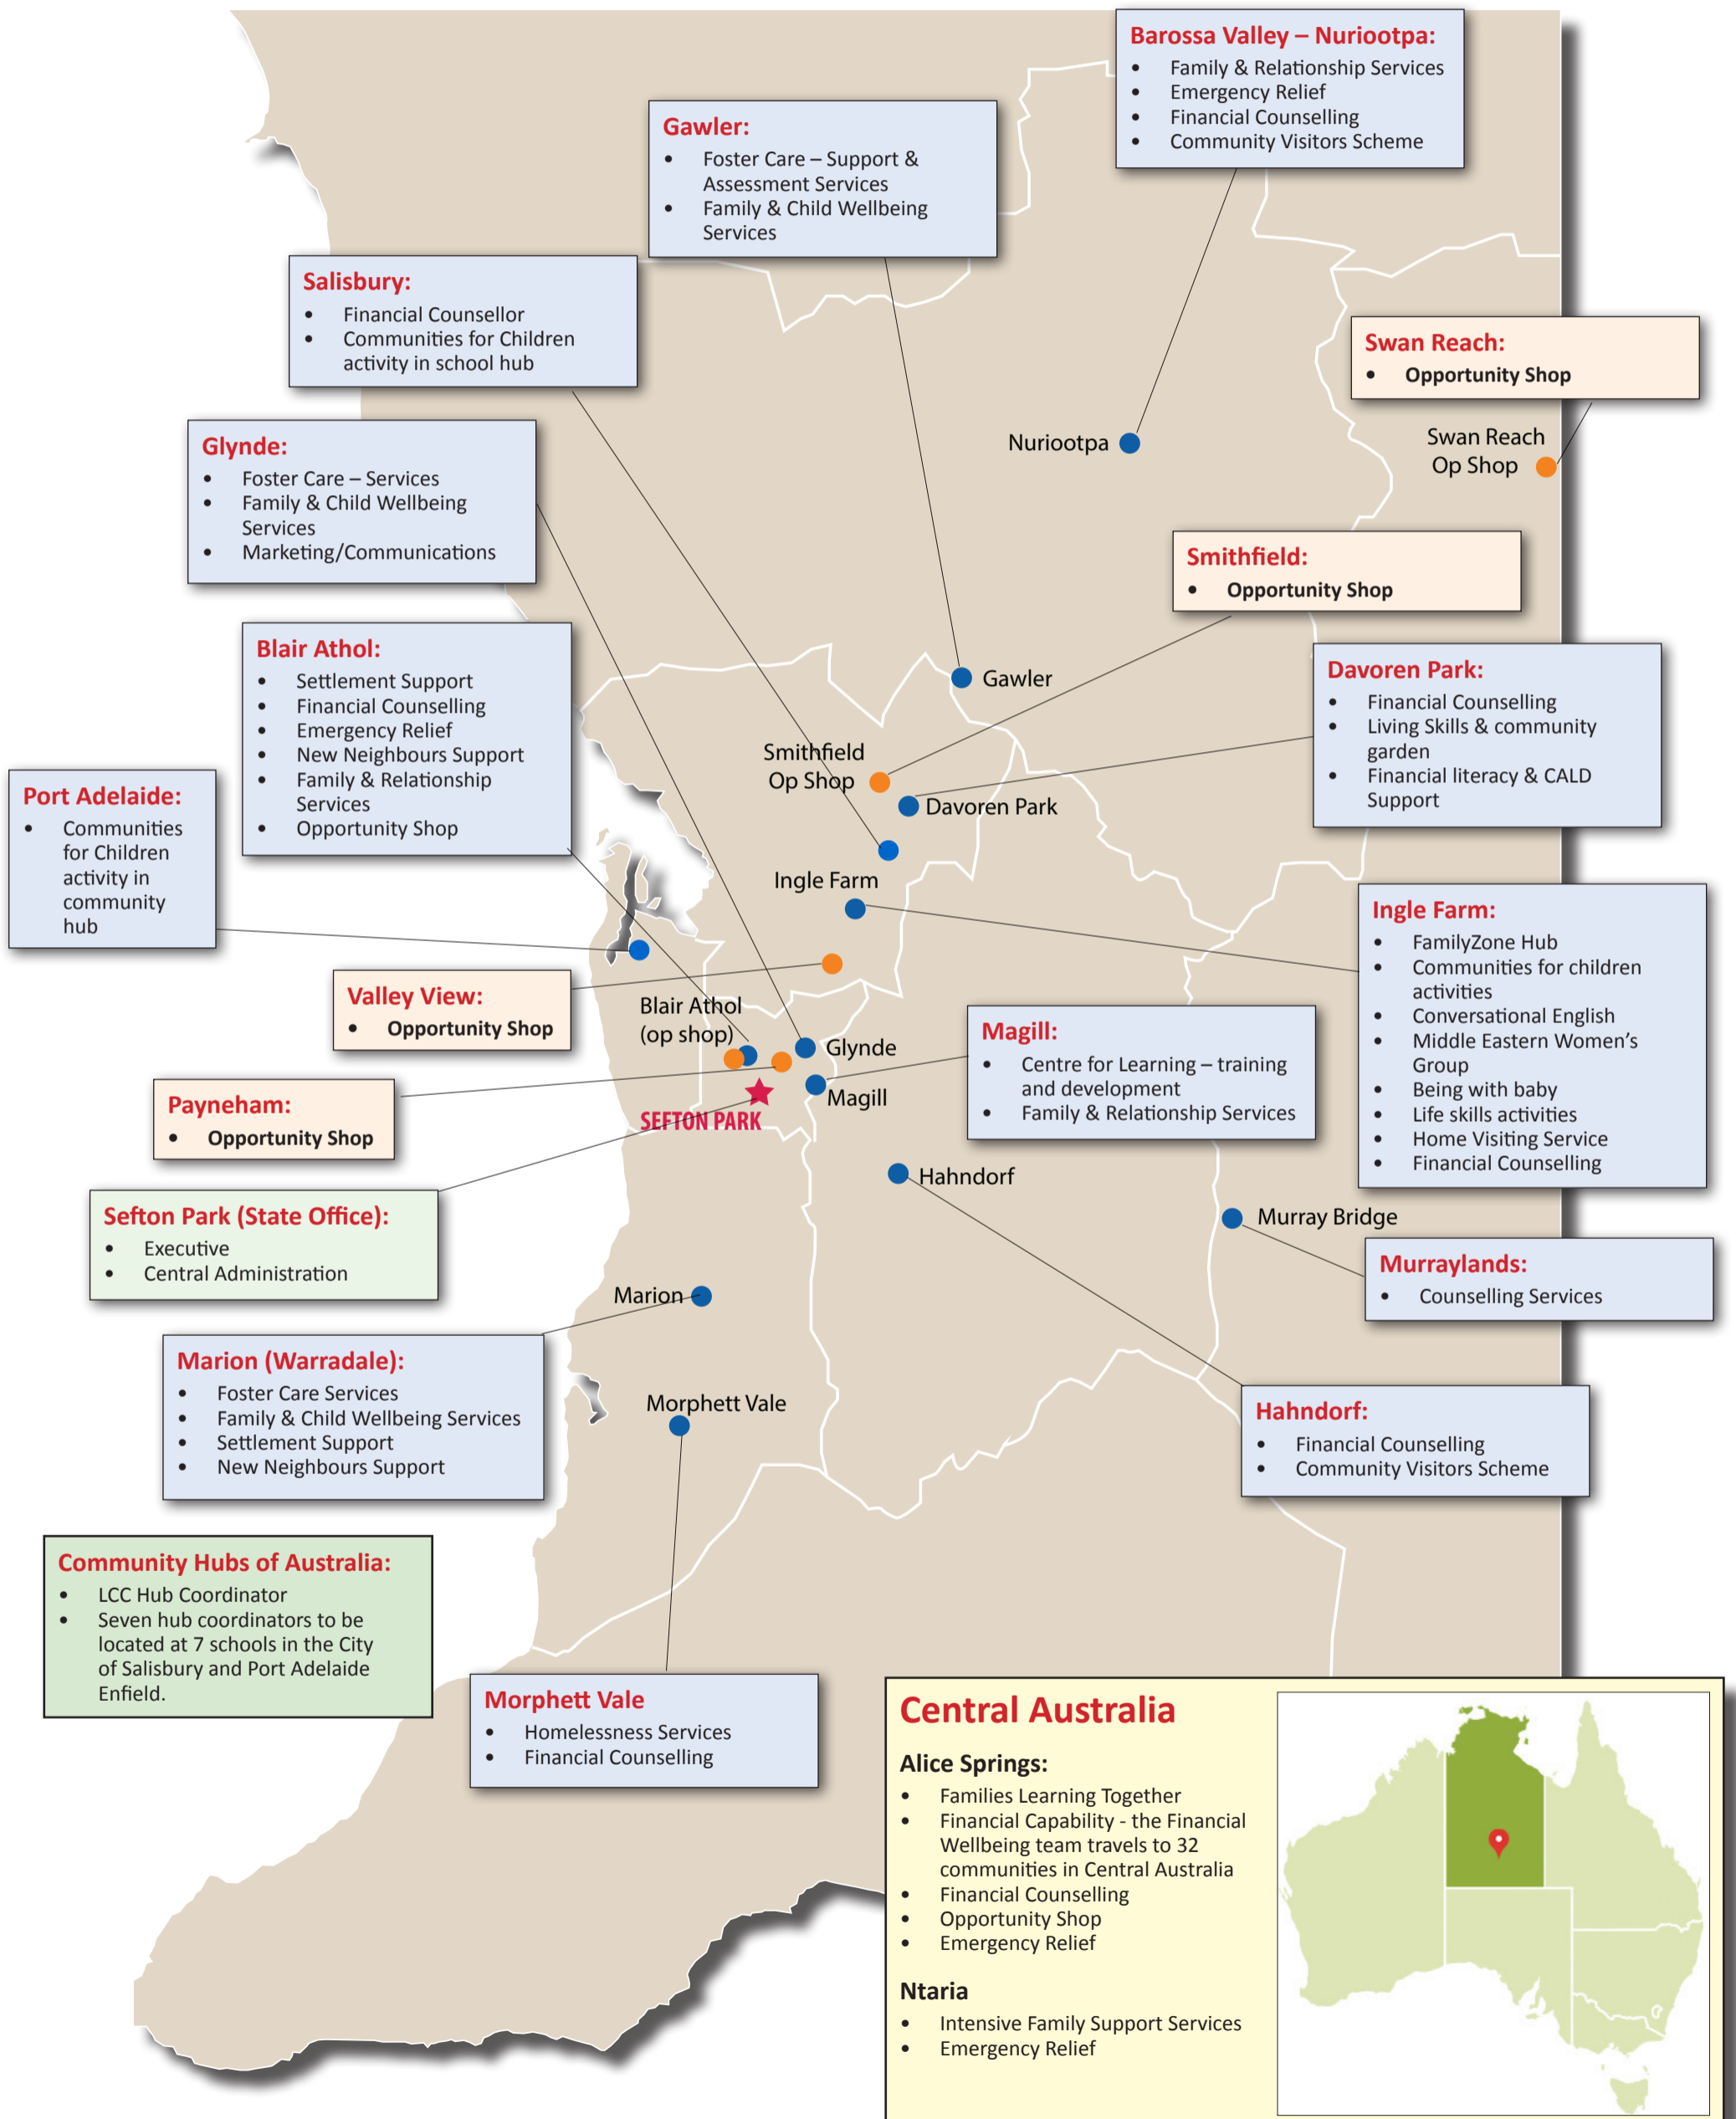 Barossa Valley – Nuriootpa:
• Family & Relationship Services
• Emergency Relief
• Financial Counselling
• Community Visitors Scheme
Gawler:
• Foster Care – Support &
Assessment Services
• Family & Child Wellbeing
Services
Salisbury:
• Financial Counsellor
• Communities for Children
activity in school hub
Swan Reach:
• Opportunity Shop
Glynde:
• Foster Care – Services
• Family & Child Wellbeing
Services
• Marketing/Communications
Nuriootpa
Swan Reach
Op Shop
Smithfield:
• Opportunity Shop
Blair Athol:
• Settlement Support
• Financial Counselling
• Emergency Relief
• New Neighbours Support
• Family & Relationship
Services
• Opportunity Shop
Gawler
Davoren Park:
• Financial Counselling
• Living Skills & community
garden
• Financial literacy & CALD
Support
Smithfield
Op Shop
Davoren Park
Port Adelaide:
• Communities
for Children
activity in
community
hub
Ingle Farm
Ingle Farm:
• FamilyZone Hub
• Communities for children
activities
• Conversational English
• Middle Eastern Women's
Group
• Being with baby
• Life skills activities
• Home Visiting Service
• Financial Counselling
Valley View:
• Opportunity Shop
Blair Athol
(op shop)
Glynde
Magill:
• Centre for Learning – training
and development
• Family & Relationship Services
Magill
Payneham:
• Opportunity Shop
SEFTON PARK
Hahndorf
Sefton Park (State Office):
• Executive
• Central Administration
Murray Bridge
Murraylands:
• Counselling Services
Marion
Marion (Warradale):
• Foster Care Services
• Family & Child Wellbeing Services
• Settlement Support
• New Neighbours Support
Morphett Vale
Hahndorf:
• Financial Counselling
• Community Visitors Scheme
Community Hubs of Australia:
• LCC Hub Coordinator
• Seven hub coordinators to be
located at 7 schools in the City
of Salisbury and Port Adelaide
Enfield.
Morphett Vale
• Homelessness Services
• Financial Counselling
Central Australia
Alice Springs:
• Families Learning Together
• Financial Capability - the Financial
Wellbeing team travels to 32
communities in Central Australia
• Financial Counselling
• Opportunity Shop
• Emergency Relief
Ntaria
• Intensive Family Support Services
• Emergency Relief